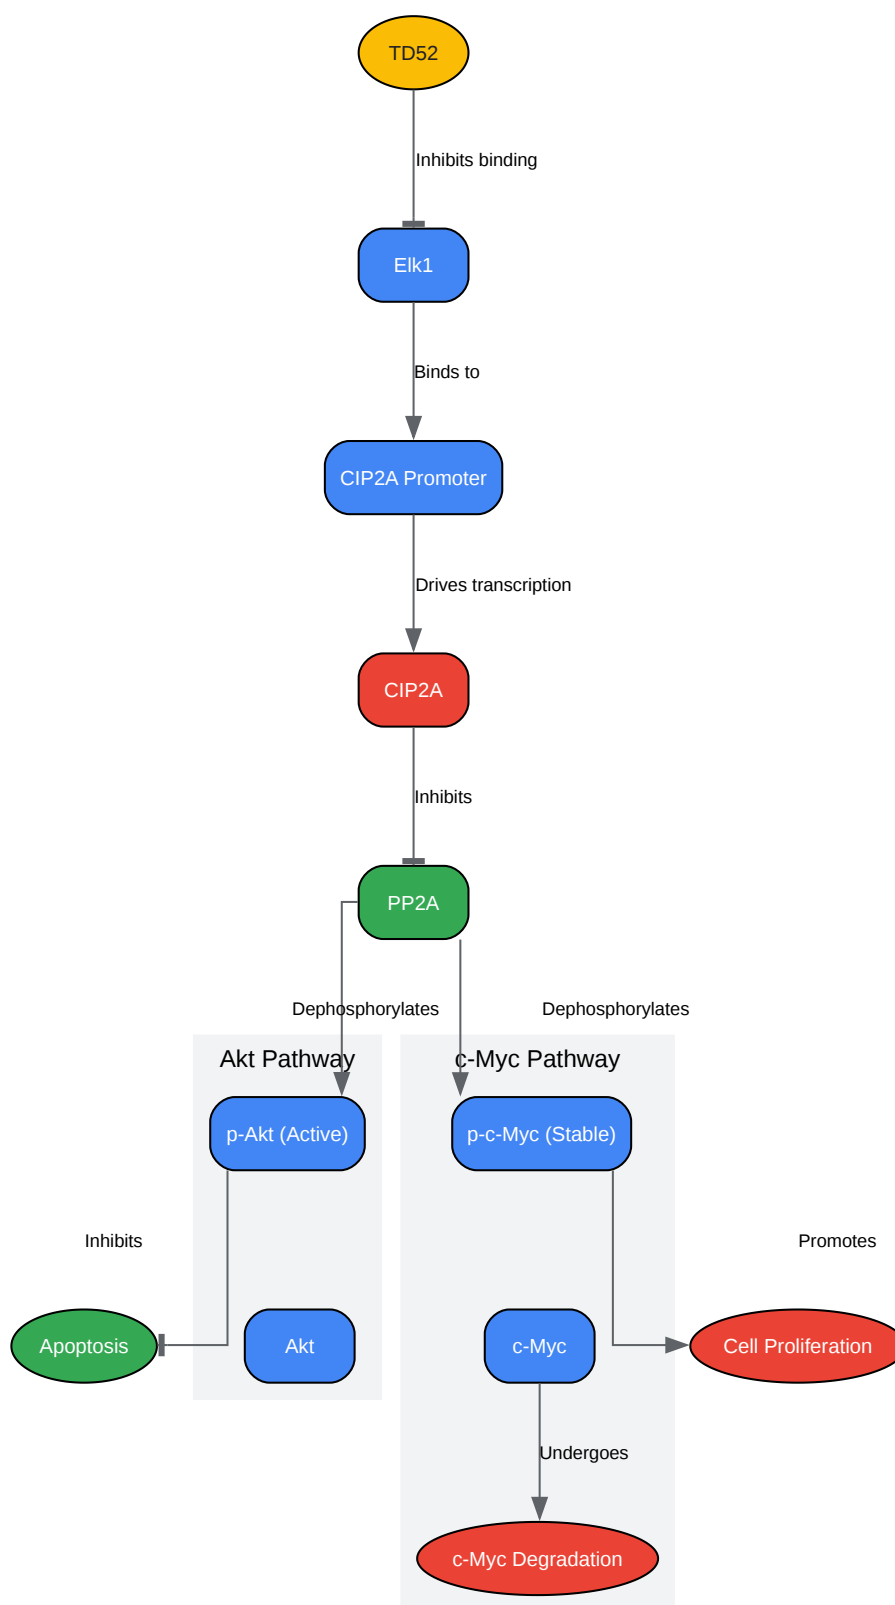 TD52
Inhibits binding
Elk1
Binds to
CIP2A Promoter
Drives transcription
CIP2A
Inhibits
PP2A
Dephosphorylates
Dephosphorylates
Akt Pathway
c-Myc Pathway
p-Akt (Active)
p-c-Myc (Stable)
Inhibits
Promotes
Apoptosis
Akt
c-Myc
Cell Proliferation
Undergoes
c-Myc Degradation